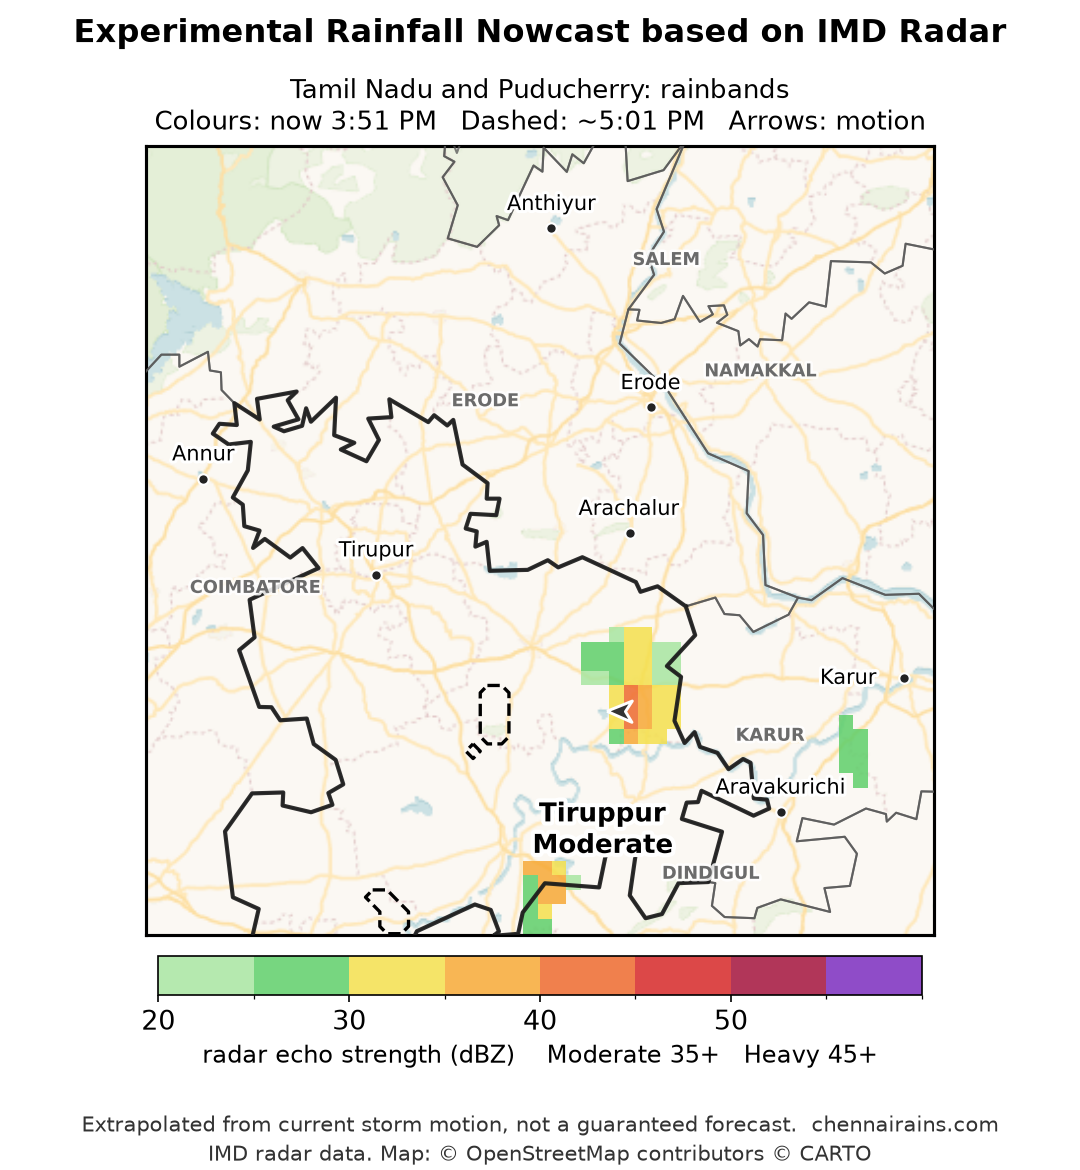 Experimental Rainfall Nowcast based on IMD Radar
Tamil Nadu and Puducherry: rainbands
Colours: now 3:51 PM   Dashed: ~5:01 PM   Arrows: motion
Anthiyur
SALEM
NAMAKKAL
Erode
ERODE
Annur
Arachalur
Tirupur
COIMBATORE
Karur
KARUR
Aravakurichi
Tiruppur
Moderate
DINDIGUL
20 30 40 50
radar echo strength (dBZ)    Moderate 35+   Heavy 45+
Extrapolated from current storm motion, not a guaranteed forecast.  chennairains.com
IMD radar data. Map: © OpenStreetMap contributors © CARTO